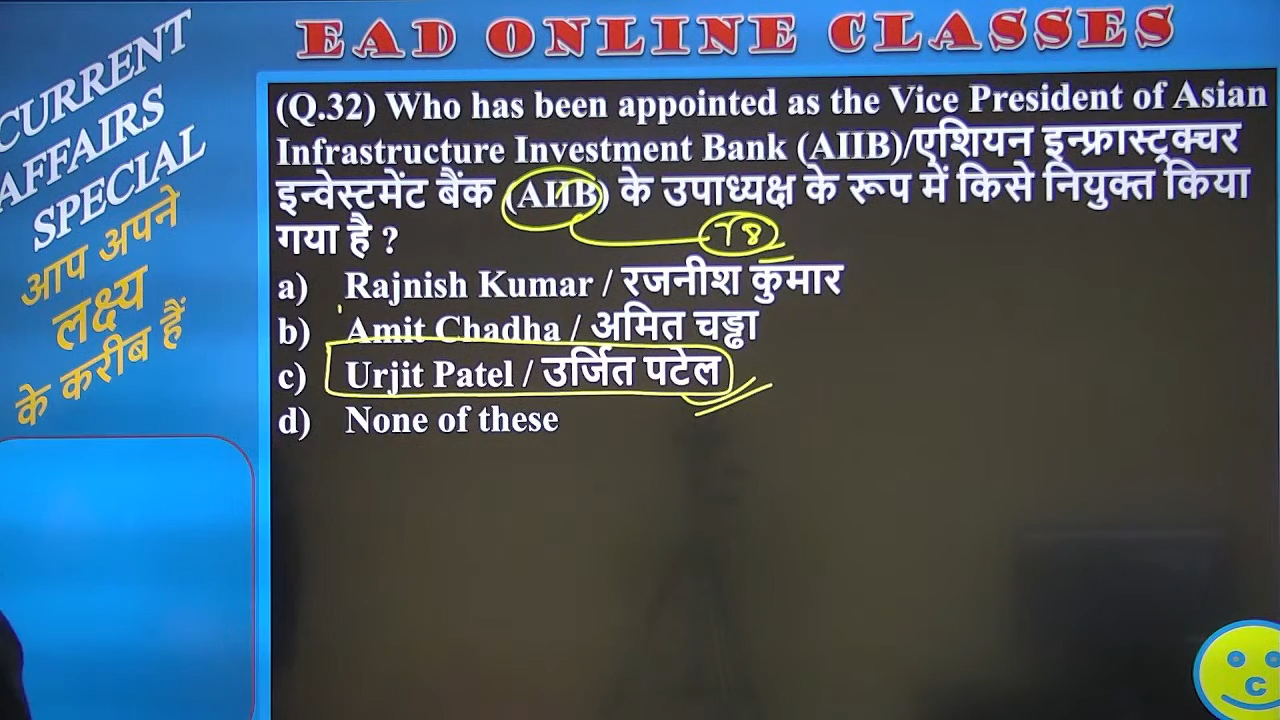 EAD ONLINE CLASSES
CURRENT
AFFAIRS
SPECIAL
आप अपने
लक्ष्य
के करीब हैं
(Q.32) Who has been appointed as the Vice President of Asian
Infrastructure Investment Bank (AIIB)/एशियन इन्फ्रास्ट्रक्चर
इन्वेस्टमेंट बैंक (AIIB) के उपाध्यक्ष के रूप में किसे नियुक्त किया
गया है ?
78
a) Rajnish Kumar / रजनीश कुमार
b) Amit Chadha / अमित चड्ढा
c) Urjit Patel / उर्जित पटेल
d) None of these
C